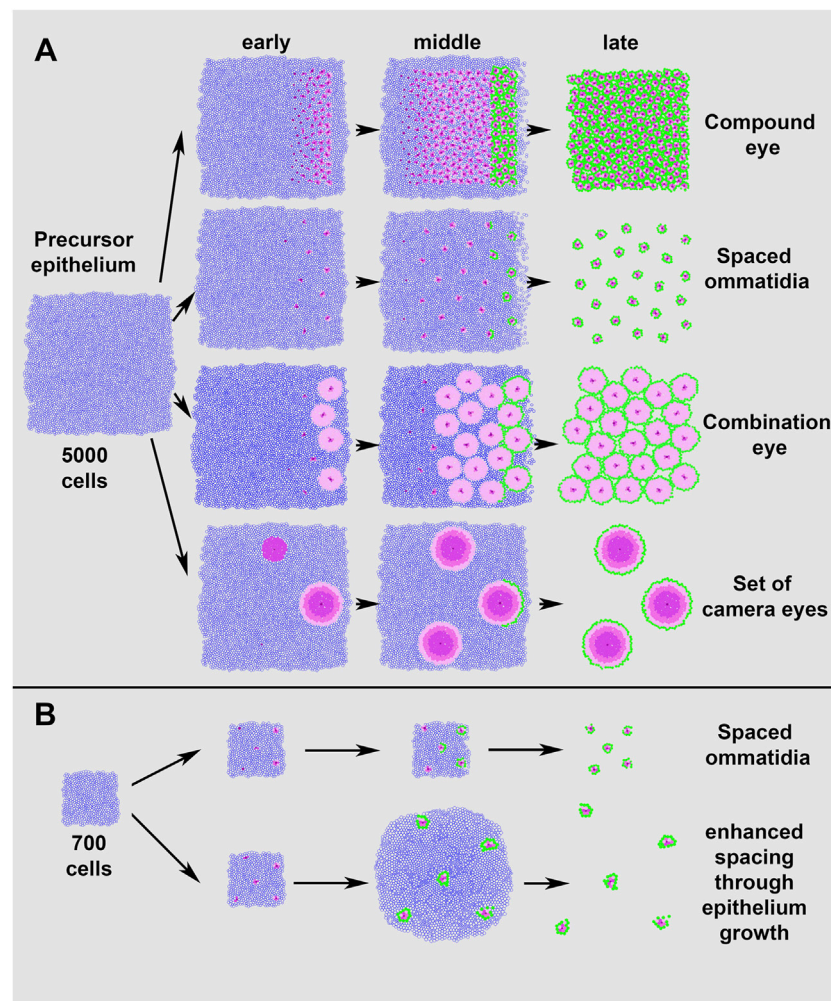 A
early
middle
late
Compound
eye
Precursor
epithelium
Spaced
ommatidia
5000
cells
Combination
eye
Set of
camera eyes
B
Spaced
ommatidia
700
cells
enhanced
spacing
through
epithelium
growth